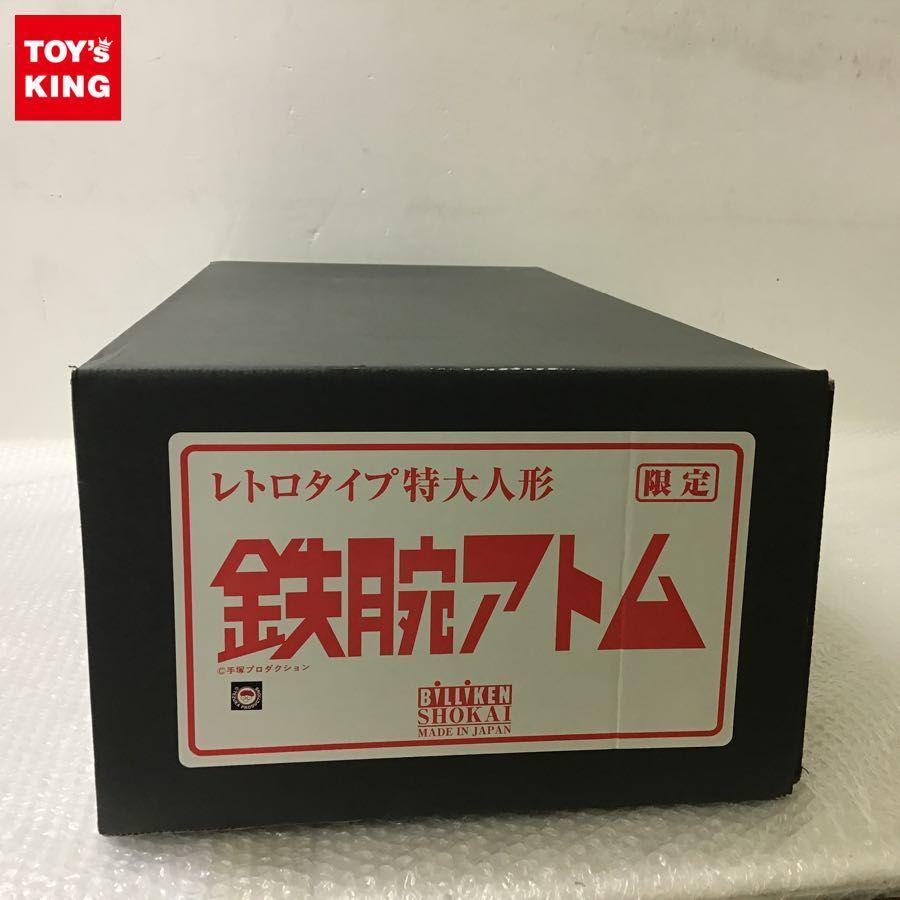 TOY's
KING
レトロタイプ特大人形
限定
鉄腕アトム
©手塚プロダクション
BILLIKEN
SHOKAI
MADE IN JAPAN